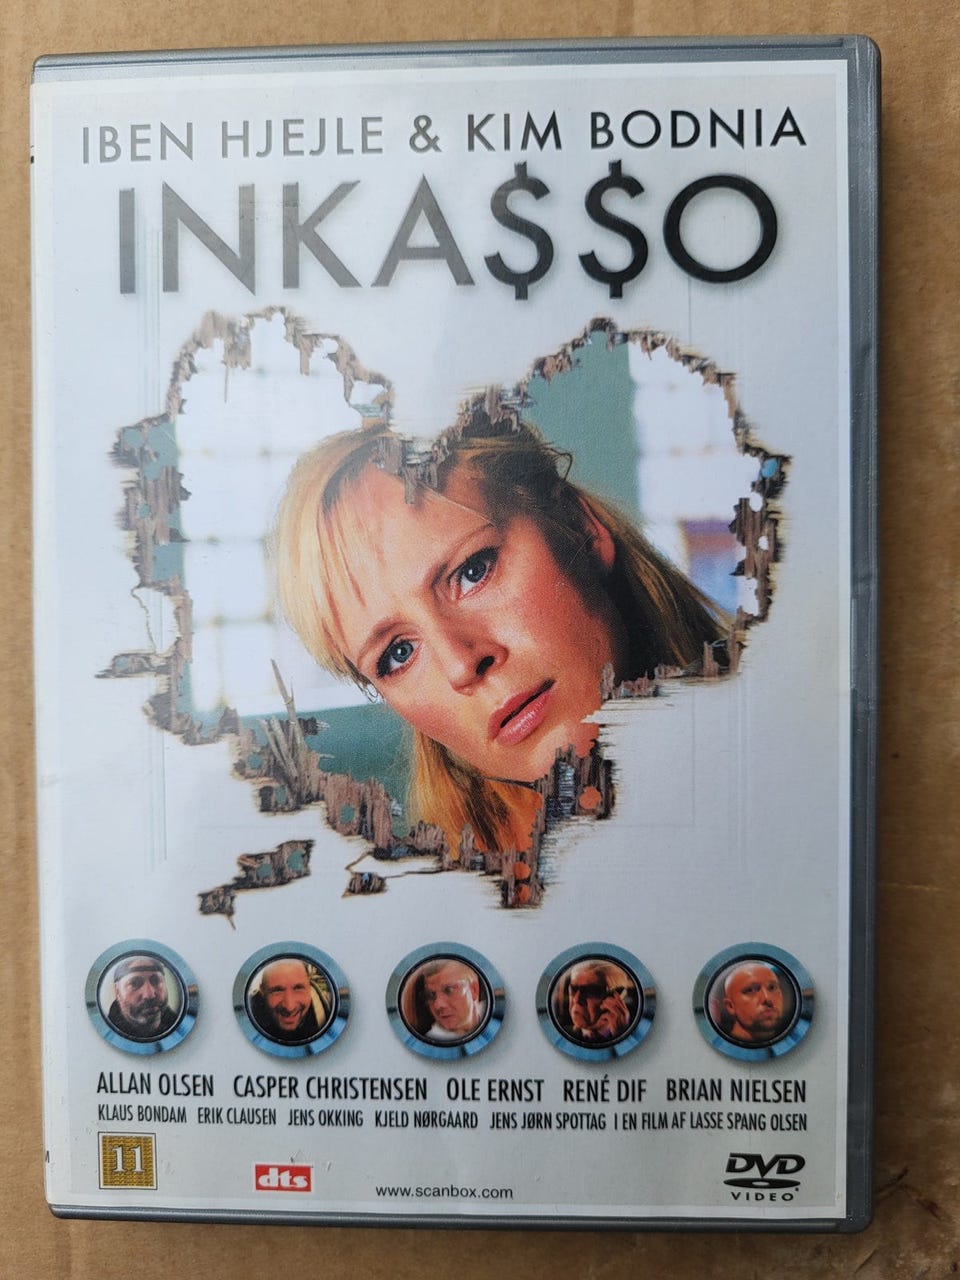 IBEN HJEJLE & KIM BODNIA
INKA$$O
ALLAN OLSEN CASPER CHRISTENSEN OLE ERNST RENÉ DIF BRIAN NIELSEN
KLAUS BONDAM ERIK CLAUSEN JENS OKKING KJELD NØRGAARD JENS JØRN SPOTTAG I EN FILM AF LASSE SPANG OLSEN
11
dts
www.scanbox.com
DVD
VIDEO